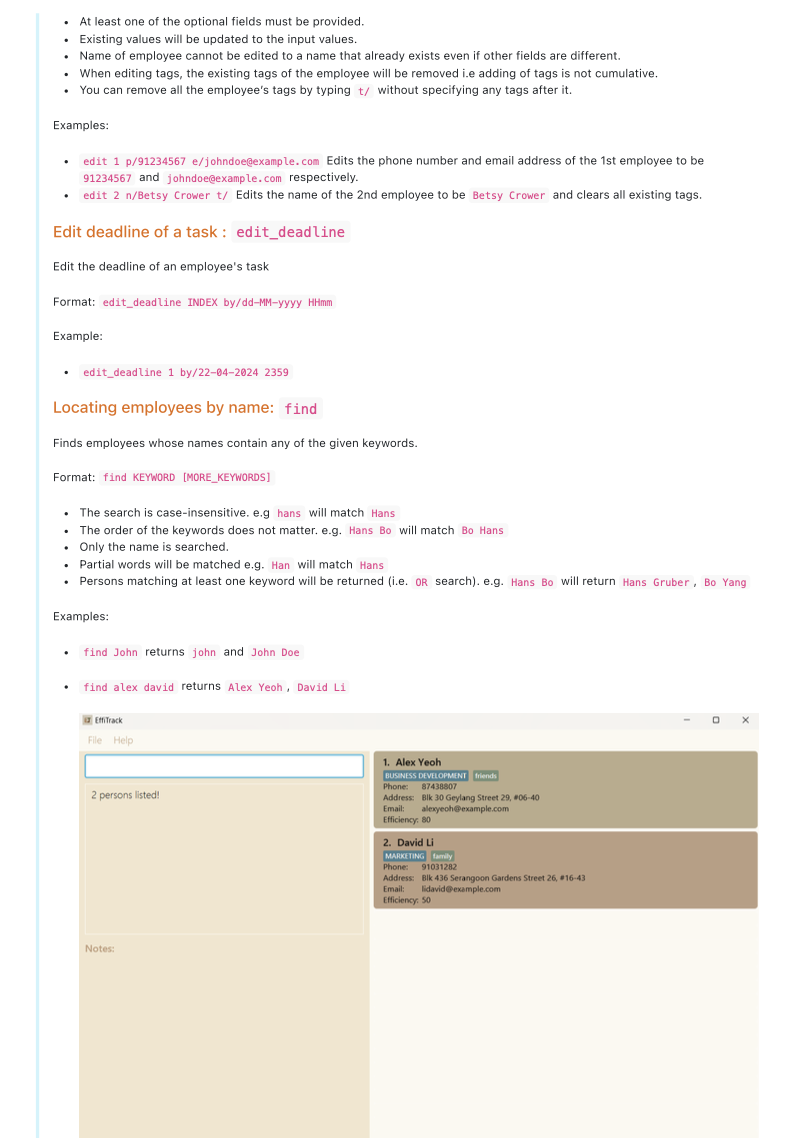 At least one of the optional fields must be provided.
Existing values will be updated to the input values.
Name of employee cannot be edited to a name that already exists even if other fields are different.
When editing tags, the existing tags of the employee will be removed i.e adding of tags is not cumulative.
You can remove all the employee’s tags by typing t/ without specifying any tags after it.
Examples:
edit 1 p/91234567 e/johndoe@example.com Edits the phone number and email address of the 1st employee to be
91234567 and johndoe@example.com respectively.
edit 2 n/Betsy Crower t/ Edits the name of the 2nd employee to be Betsy Crower and clears all existing tags.
Edit deadline of a task : edit_deadline
Edit the deadline of an employee's task
Format: edit_deadline INDEX by/dd-MM-yyyy HHmm
Example:
edit_deadline 1 by/22-04-2024 2359
Locating employees by name: find
Finds employees whose names contain any of the given keywords.
Format: find KEYWORD [MORE_KEYWORDS]
The search is case-insensitive. e.g hans will match Hans
The order of the keywords does not matter. e.g. Hans Bo will match Bo Hans
Only the name is searched.
Partial words will be matched e.g. Han will match Hans
Persons matching at least one keyword will be returned (i.e. OR search). e.g. Hans Bo will return Hans Gruber , Bo Yang
Examples:
find John returns john and John Doe
find alex david returns Alex Yeoh , David Li
EffiTrack
File Help
2 persons listed!
Notes:
1. Alex Yeoh
BUSINESS DEVELOPMENT friends
Phone: 87438807
Address: Blk 30 Geylang Street 29, #06-40
Email: alexyeoh@example.com
Efficiency: 80
2. David Li
MARKETING family
Phone: 91031282
Address: Blk 436 Serangoon Gardens Street 26, #16-43
Email: lidavid@example.com
Efficiency: 50